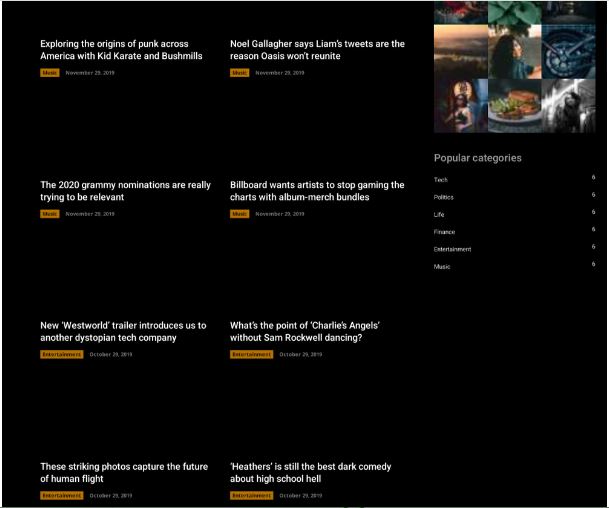 Exploring the origins of punk across
America with Kid Karate and Bushmills
Music November 29, 2019
Noel Gallagher says Liam's tweets are the
reason Oasis won't reunite
Music November 29, 2019
The 2020 grammy nominations are really
trying to be relevant
Music November 29, 2019
Billboard wants artists to stop gaming the
charts with album-merch bundles
Music November 29, 2019
New ‘Westworld’ trailer introduces us to
another dystopian tech company
Entertainment October 29, 2019
What's the point of ‘Charlie's Angels’
without Sam Rockwell dancing?
Entertainment October 29, 2019
These striking photos capture the future
of human flight
Entertainment October 29, 2019
‘Heathers’ is still the best dark comedy
about high school hell
Entertainment October 29, 2019
Popular categories
Tech 6
Politics 6
Life 6
Finance 6
Entertainment 6
Music 6